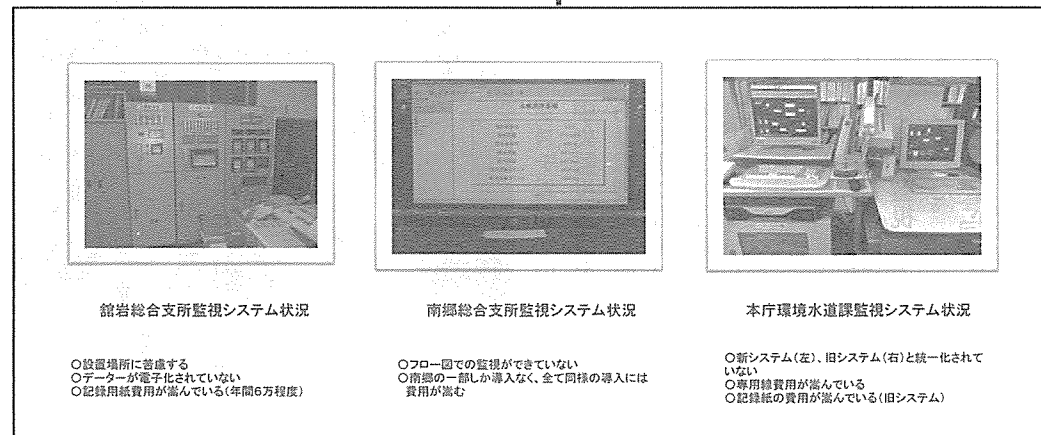 舘岩総合支所監視システム状況
○設置場所に苦慮する
○データーが電子化されていない
○記録用紙費用が嵩んでいる(年間6万程度)
南郷総合支所監視システム状況
○フロー図での監視ができていない
○南郷の一部しか導入なく、全て同様の導入には
費用が嵩む
本庁環境水道課監視システム状況
○新システム(左)、旧システム(右)と統一化されて
いない
○専用線費用が嵩んでいる
○記録紙の費用が嵩んでいる(旧システム)